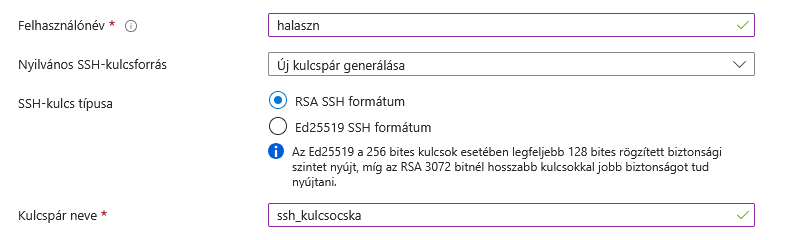 Felhasználónév *
halaszn
Nyilvános SSH-kulcsforrás
Új kulcspár generálása
SSH-kulcs típusa
RSA SSH formátum
Ed25519 SSH formátum
Az Ed25519 a 256 bites kulcsok esetében legfeljebb 128 bites rögzített biztonsági
szintet nyújt, míg az RSA 3072 bitnél hosszabb kulcsokkal jobb biztonságot tud
nyújtani.
Kulcspár neve *
ssh_kulcsocska